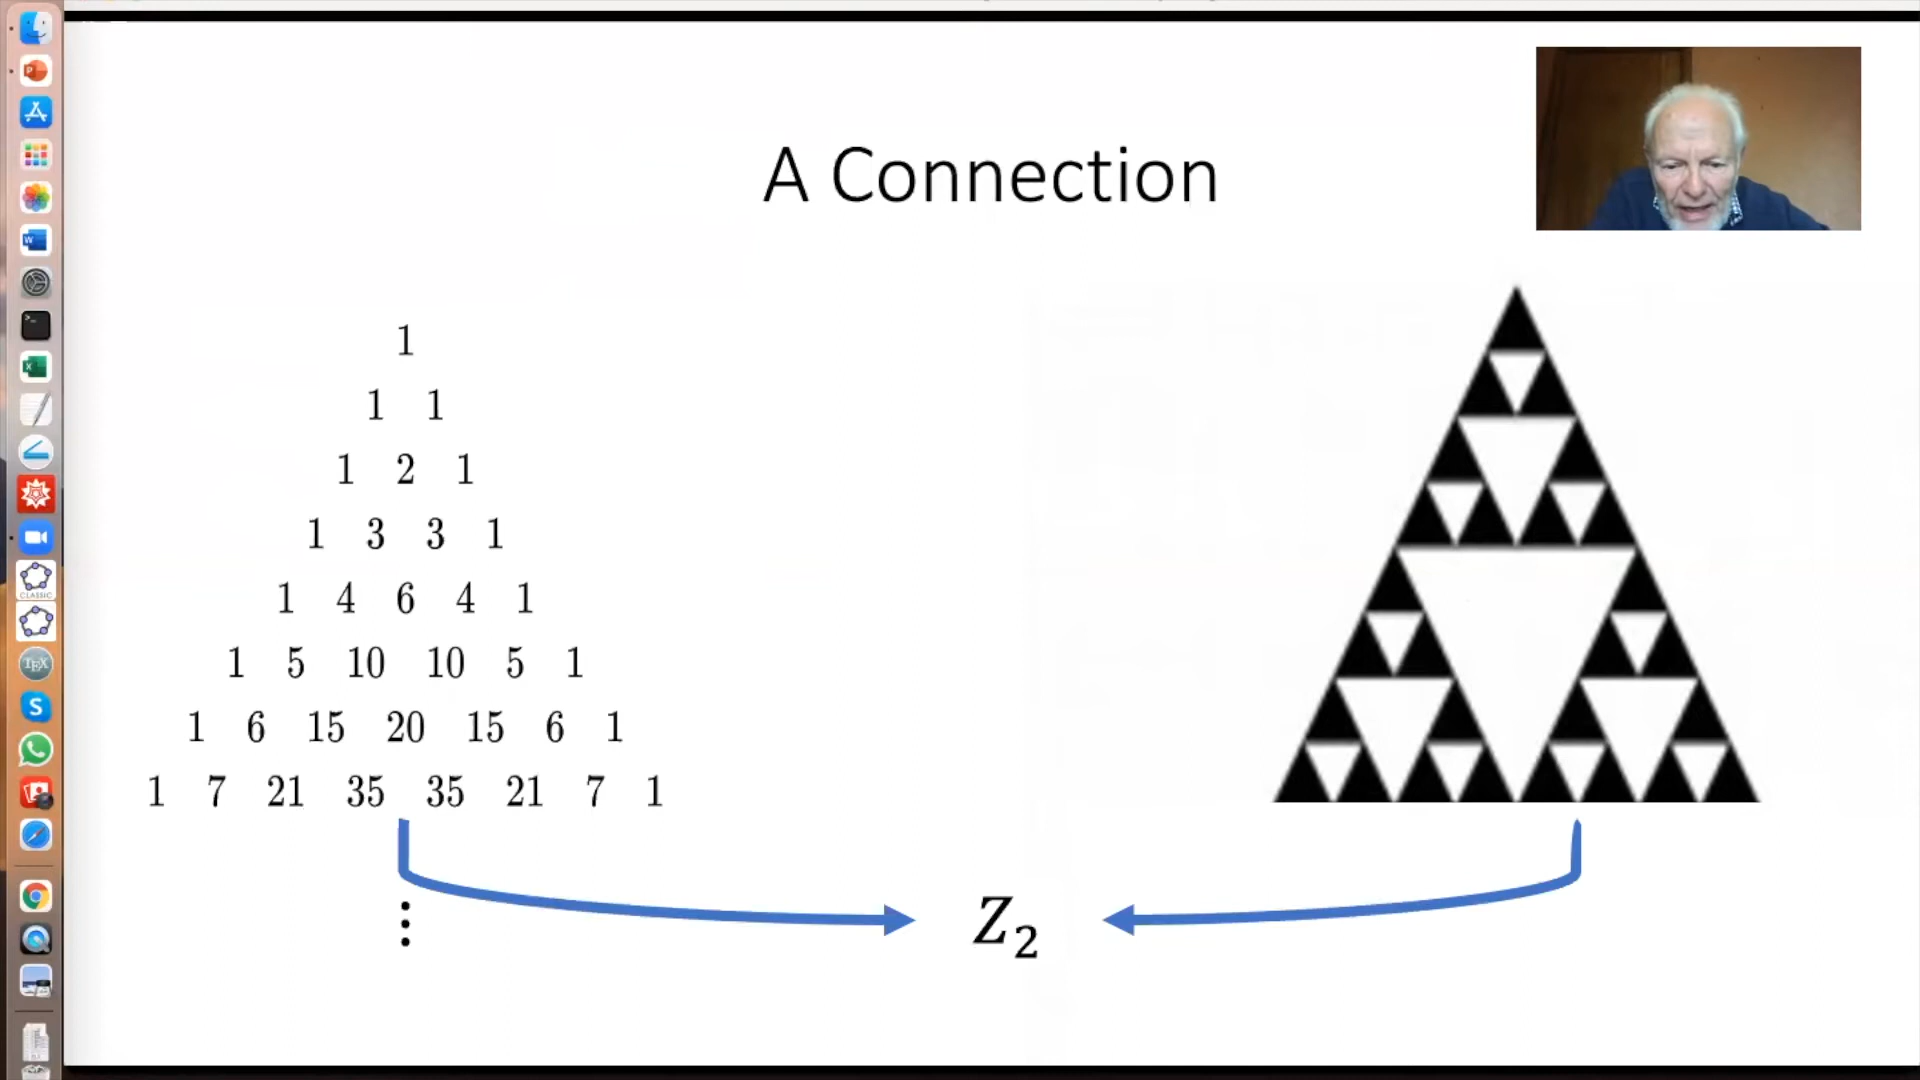 A Connection
1
1 1
1 2 1
1 3 3 1
1 4 6 4 1
1 5 10 10 5 1
1 6 15 20 15 6 1
1 7 21 35 35 21 7 1
⋮
Z₂
CLASSIC
TEX